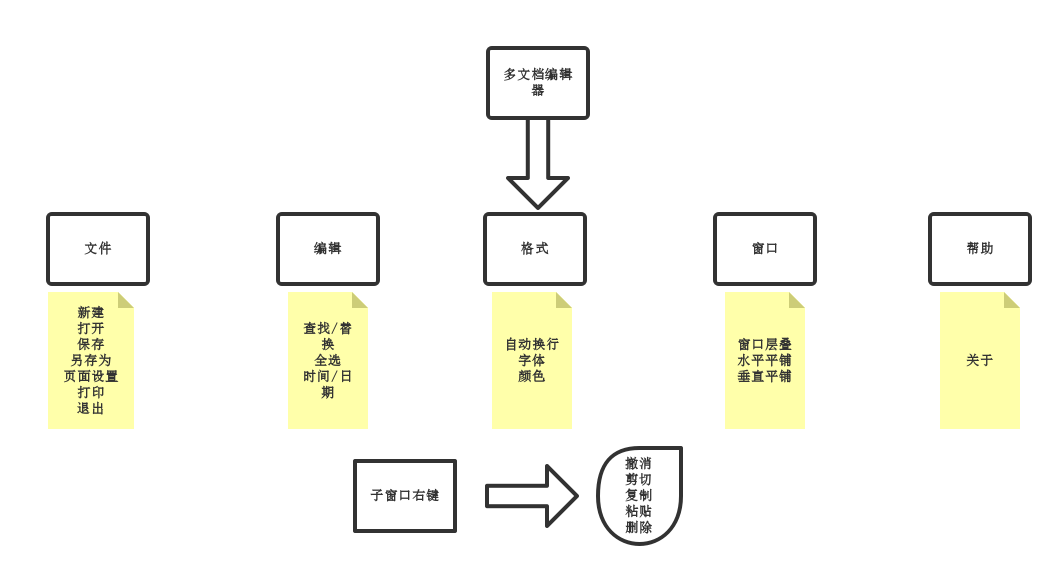 多文档编辑
器
文件
编辑
格式
窗口
帮助
新建
打开
保存
另存为
页面设置
打印
退出
查找/替
换
全选
时间/日
期
自动换行
字体
颜色
窗口层叠
水平平铺
垂直平铺
关于
子窗口右键
撤消
剪切
复制
粘贴
删除